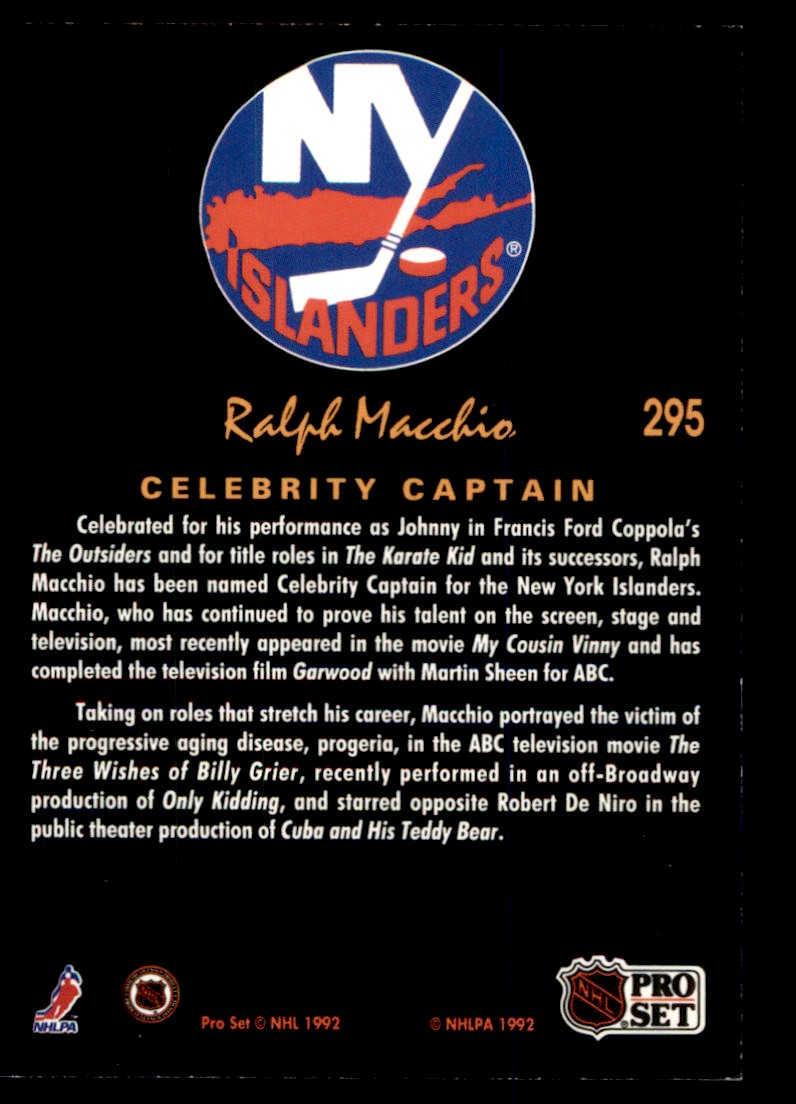 NY
ISLANDERS®
Ralph Macchio
295
CELEBRITY CAPTAIN
Celebrated for his performance as Johnny in Francis Ford Coppola's
The Outsiders and for title roles in The Karate Kid and its successors, Ralph
Macchio has been named Celebrity Captain for the New York Islanders.
Macchio, who has continued to prove his talent on the screen, stage and
television, most recently appeared in the movie My Cousin Vinny and has
completed the television film Garwood with Martin Sheen for ABC.
Taking on roles that stretch his career, Macchio portrayed the victim of
the progressive aging disease, progeria, in the ABC television movie The
Three Wishes of Billy Grier, recently performed in an off-Broadway
production of Only Kidding, and starred opposite Robert De Niro in the
public theater production of Cuba and His Teddy Bear.
NHLPA
Pro Set © NHL 1992
© NHLPA 1992
NHL
®
PRO
SET